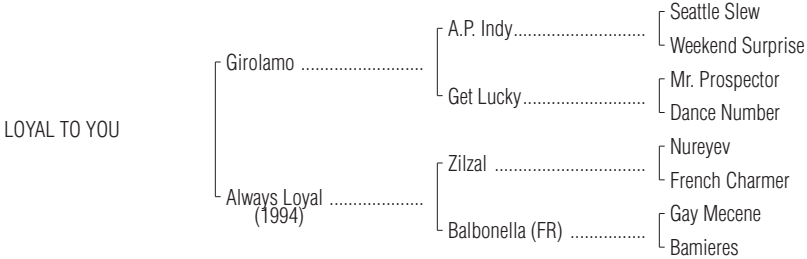 Seattle Slew
A.P. Indy..............................
Weekend Surprise
Girolamo ............................
Mr. Prospector
Get Lucky............................
Dance Number
LOYAL TO YOU
Nureyev
Zilzal ..................................
French Charmer
Always Loyal ......................
(1994)
Gay Mecene
Balbonella (FR) .................
Bamieres